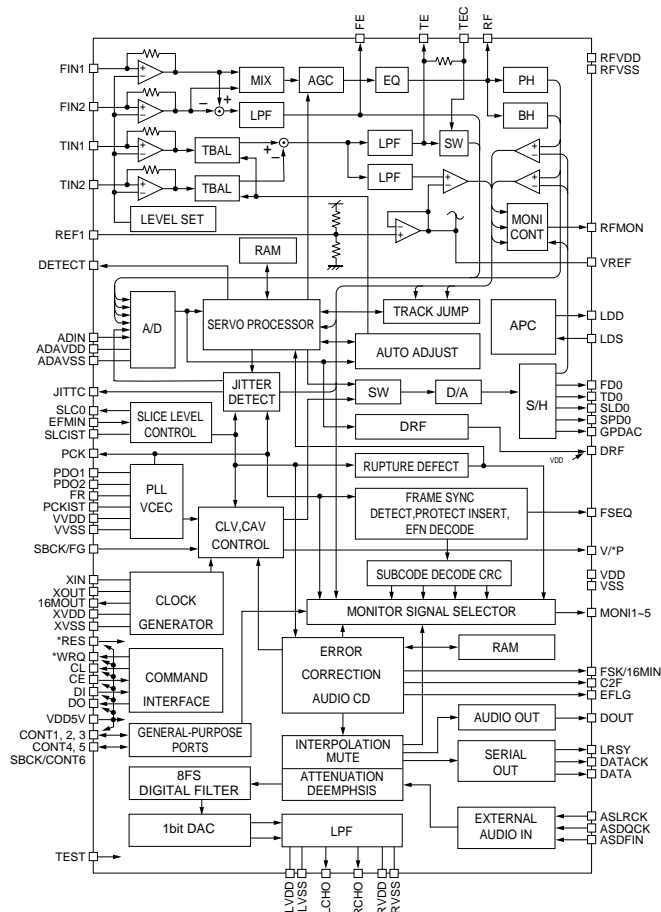 FE
TE
TEC
RF
FIN1
FIN2
TIN1
TIN2
REF1
DETECT
ADIN
ADAVDD
ADAVSS
JITTC
SLC0
EFMIN
SLCIST
PCK
PDO1
PDO2
FR
PCKIST
VVDD
VVSS
SBCK/FG
XIN
XOUT
16MOUT
XVDD
XVSS
*RES
*WRQ
CL
CE
DI
DO
VDD5V
CONT1, 2, 3
CONT4, 5
SBCK/CONT6
TEST
MIX
AGC
EQ
PH
BH
LPF
TBAL
TBAL
LPF
LPF
SW
LEVEL SET
MONI
CONT
RAM
A/D
SERVO PROCESSOR
TRACK JUMP
AUTO ADJUST
APC
JITTER
DETECT
SW
D/A
S/H
SLICE LEVEL
CONTROL
DRF
RUPTURE DEFECT
PLL
VCEC
CLV,CAV
CONTROL
FRAME SYNC
DETECT,PROTECT INSERT,
EFN DECODE
SUBCODE DECODE CRC
CLOCK
GENERATOR
MONITOR SIGNAL SELECTOR
COMMAND
INTERFACE
ERROR
CORRECTION
AUDIO CD
RAM
GENERAL-PURPOSE
PORTS
INTERPOLATION
MUTE
ATTENUATION
DEEMPHSIS
AUDIO OUT
SERIAL
OUT
8FS
DIGITAL FILTER
EXTERNAL
AUDIO IN
1bit DAC
LPF
RFVDD
RFVSS
RFMON
VREF
LDD
LDS
FD0
TD0
SLD0
SPD0
GPDAC
VDD
DRF
FSEQ
V/*P
VDD
VSS
MONI1~5
FSK/16MIN
C2F
EFLG
DOUT
LRSY
DATACK
DATA
ASLRCK
ASDQCK
ASDFIN
LVDD
LVSS
LCHO
RCHO
RVDD
RVSS